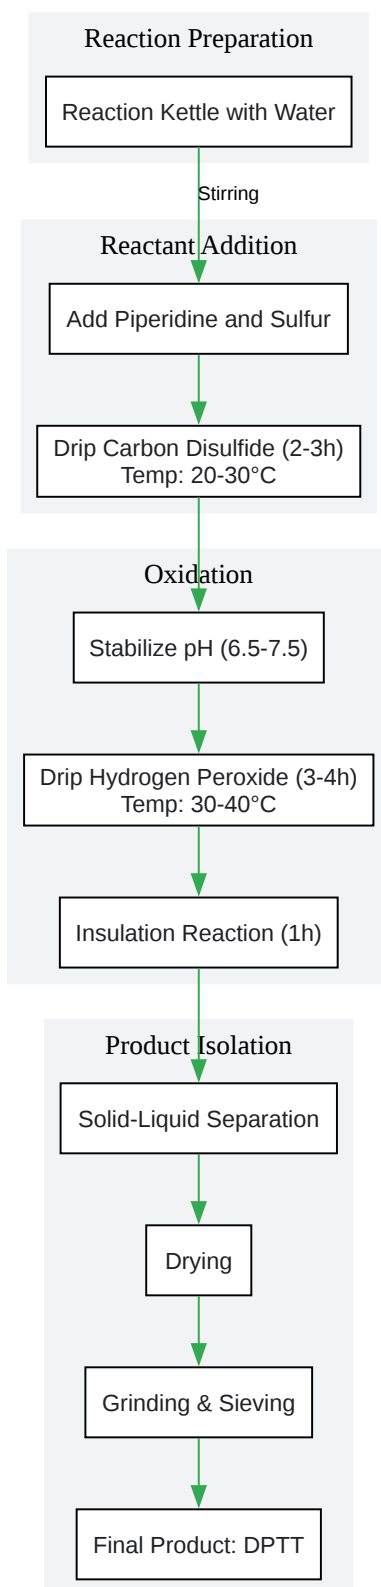 Reaction Preparation
Reaction Kettle with Water
Stirring
Reactant Addition
Add Piperidine and Sulfur
Drip Carbon Disulfide (2-3h)
Temp: 20-30°C
Oxidation
Stabilize pH (6.5-7.5)
Drip Hydrogen Peroxide (3-4h)
Temp: 30-40°C
Insulation Reaction (1h)
Product Isolation
Solid-Liquid Separation
Drying
Grinding & Sieving
Final Product: DPTT